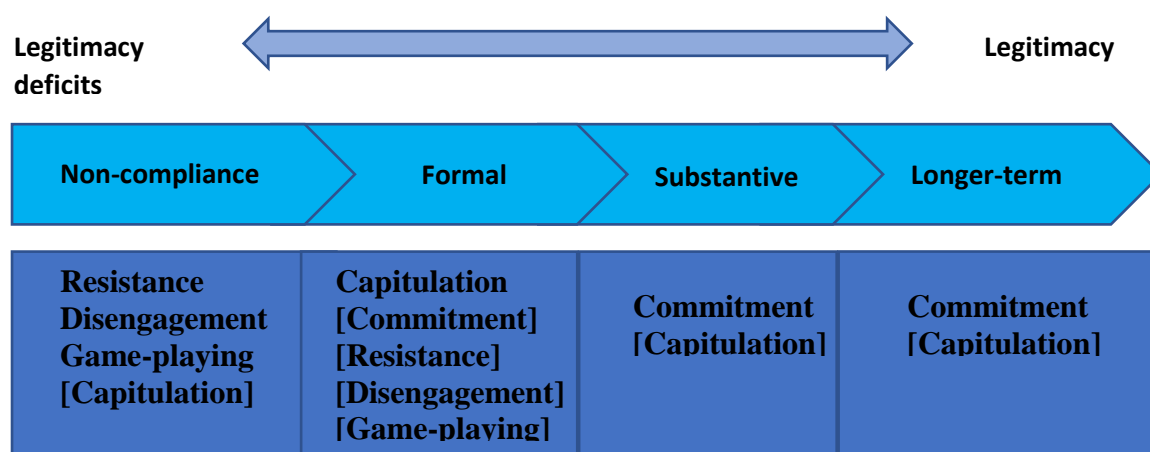 Legitimacy
deficits
Legitimacy
Non-compliance
Formal
Substantive
Longer-term
Resistance
Disengagement
Game-playing
[Capitulation]
Capitulation
[Commitment]
[Resistance]
[Disengagement]
[Game-playing]
Commitment
[Capitulation]
Commitment
[Capitulation]